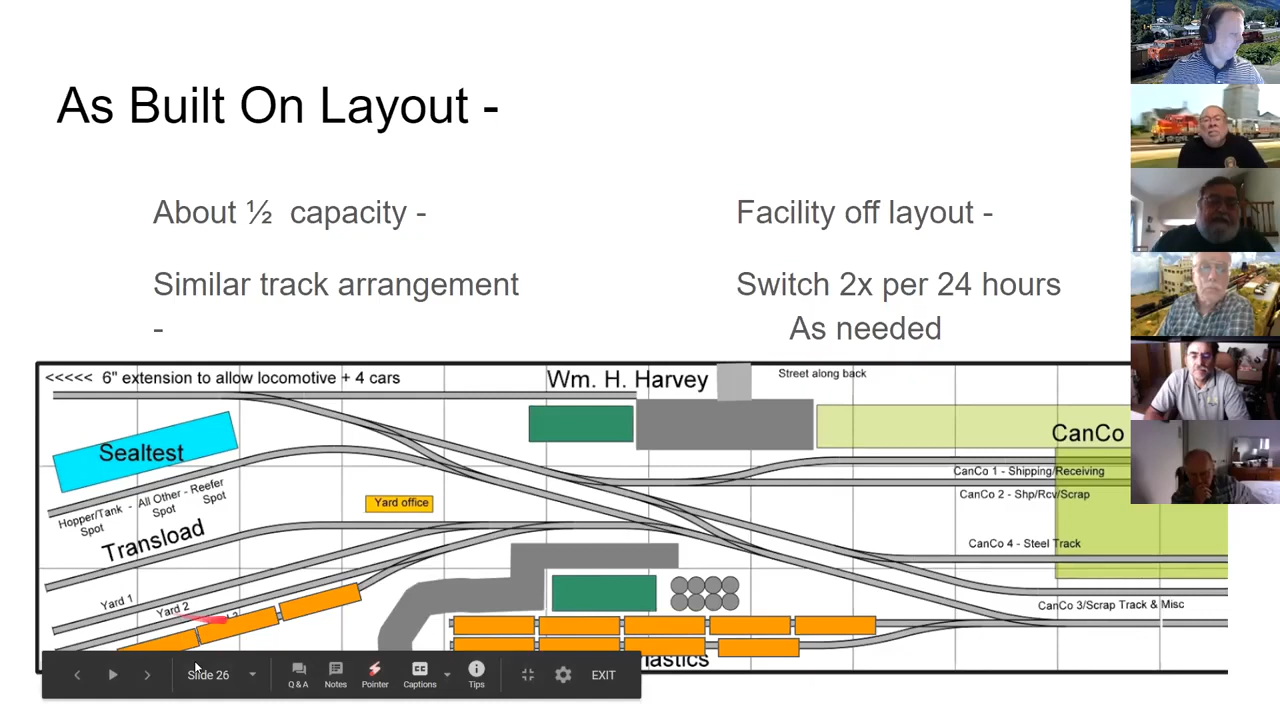 As Built On Layout -
About ½ capacity -
Similar track arrangement
-
Facility off layout -
Switch 2x per 24 hours
As needed
<<<<< 6" extension to allow locomotive + 4 cars
Wm. H. Harvey
Street along back
Sealtest
CanCo
CanCo 1 - Shipping/Receiving
CanCo 2 - Shp/Rcv/Scrap
Hopper/Tank - All Other - Reefer
Spot Spot Spot
Yard office
Transload
CanCo 4 - Steel Track
Yard 1
Yard 2
CanCo 3/Scrap Track & Misc
Slide 26
Q & A
Notes
Pointer
Captions
Tips
EXIT